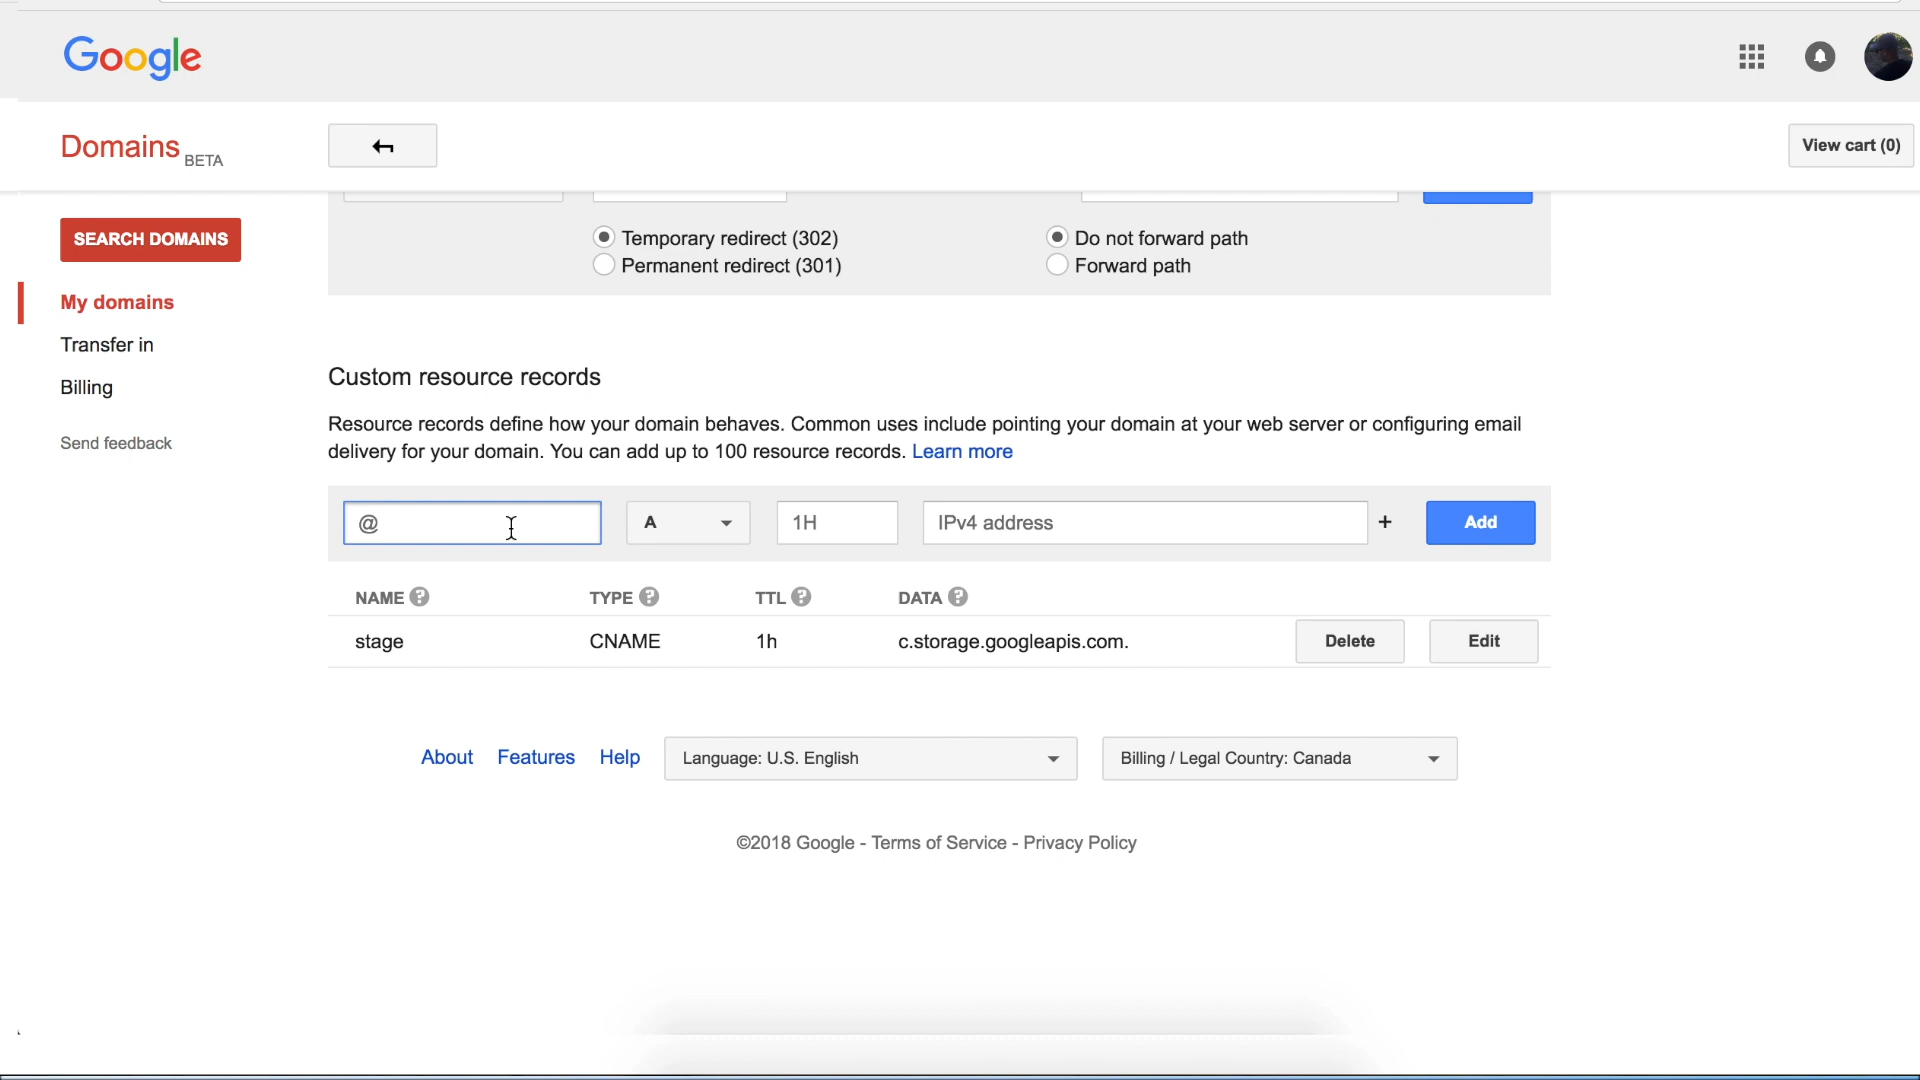 Google
Domains BETA
View cart (0)
SEARCH DOMAINS
My domains
Transfer in
Billing
Send feedback
Temporary redirect (302)
Permanent redirect (301)
Do not forward path
Forward path
Custom resource records
Resource records define how your domain behaves. Common uses include pointing your domain at your web server or configuring email
delivery for your domain. You can add up to 100 resource records. Learn more
@ A 1H IPv4 address + Add
NAME ? TYPE ? TTL ? DATA ?
stage CNAME 1h c.storage.googleapis.com. Delete Edit
About Features Help Language: U.S. English Billing / Legal Country: Canada
©2018 Google - Terms of Service - Privacy Policy